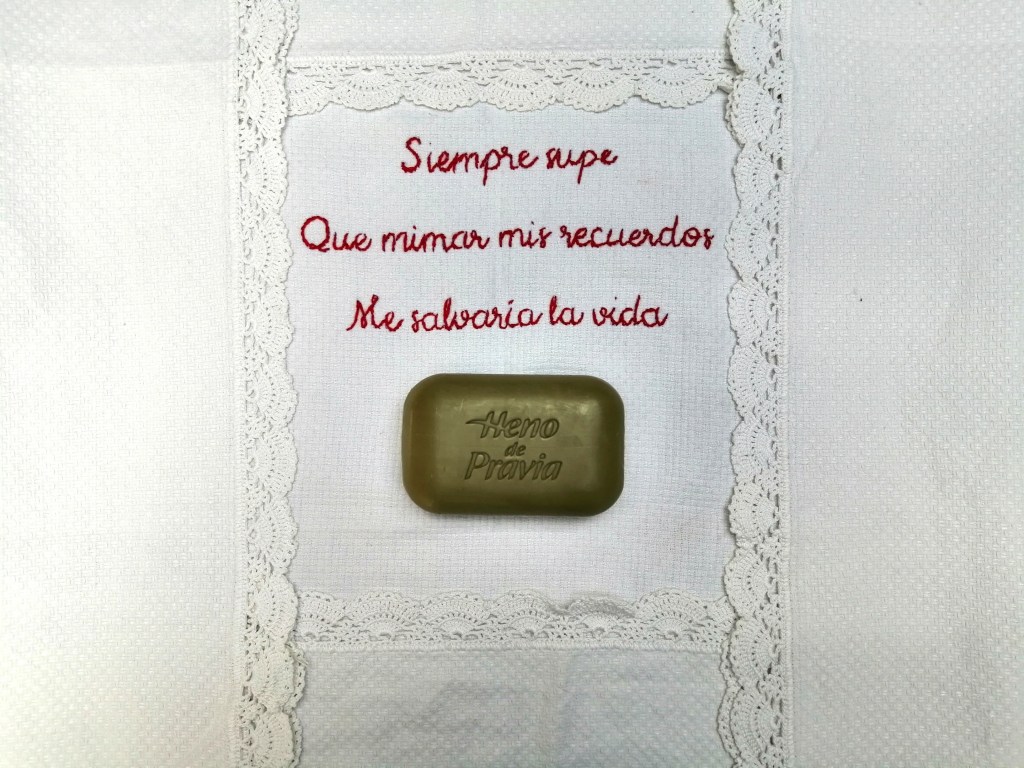 Siempre supe
Que mimar mis recuerdos
Me salvaría la vida
Heno
de
Pravia